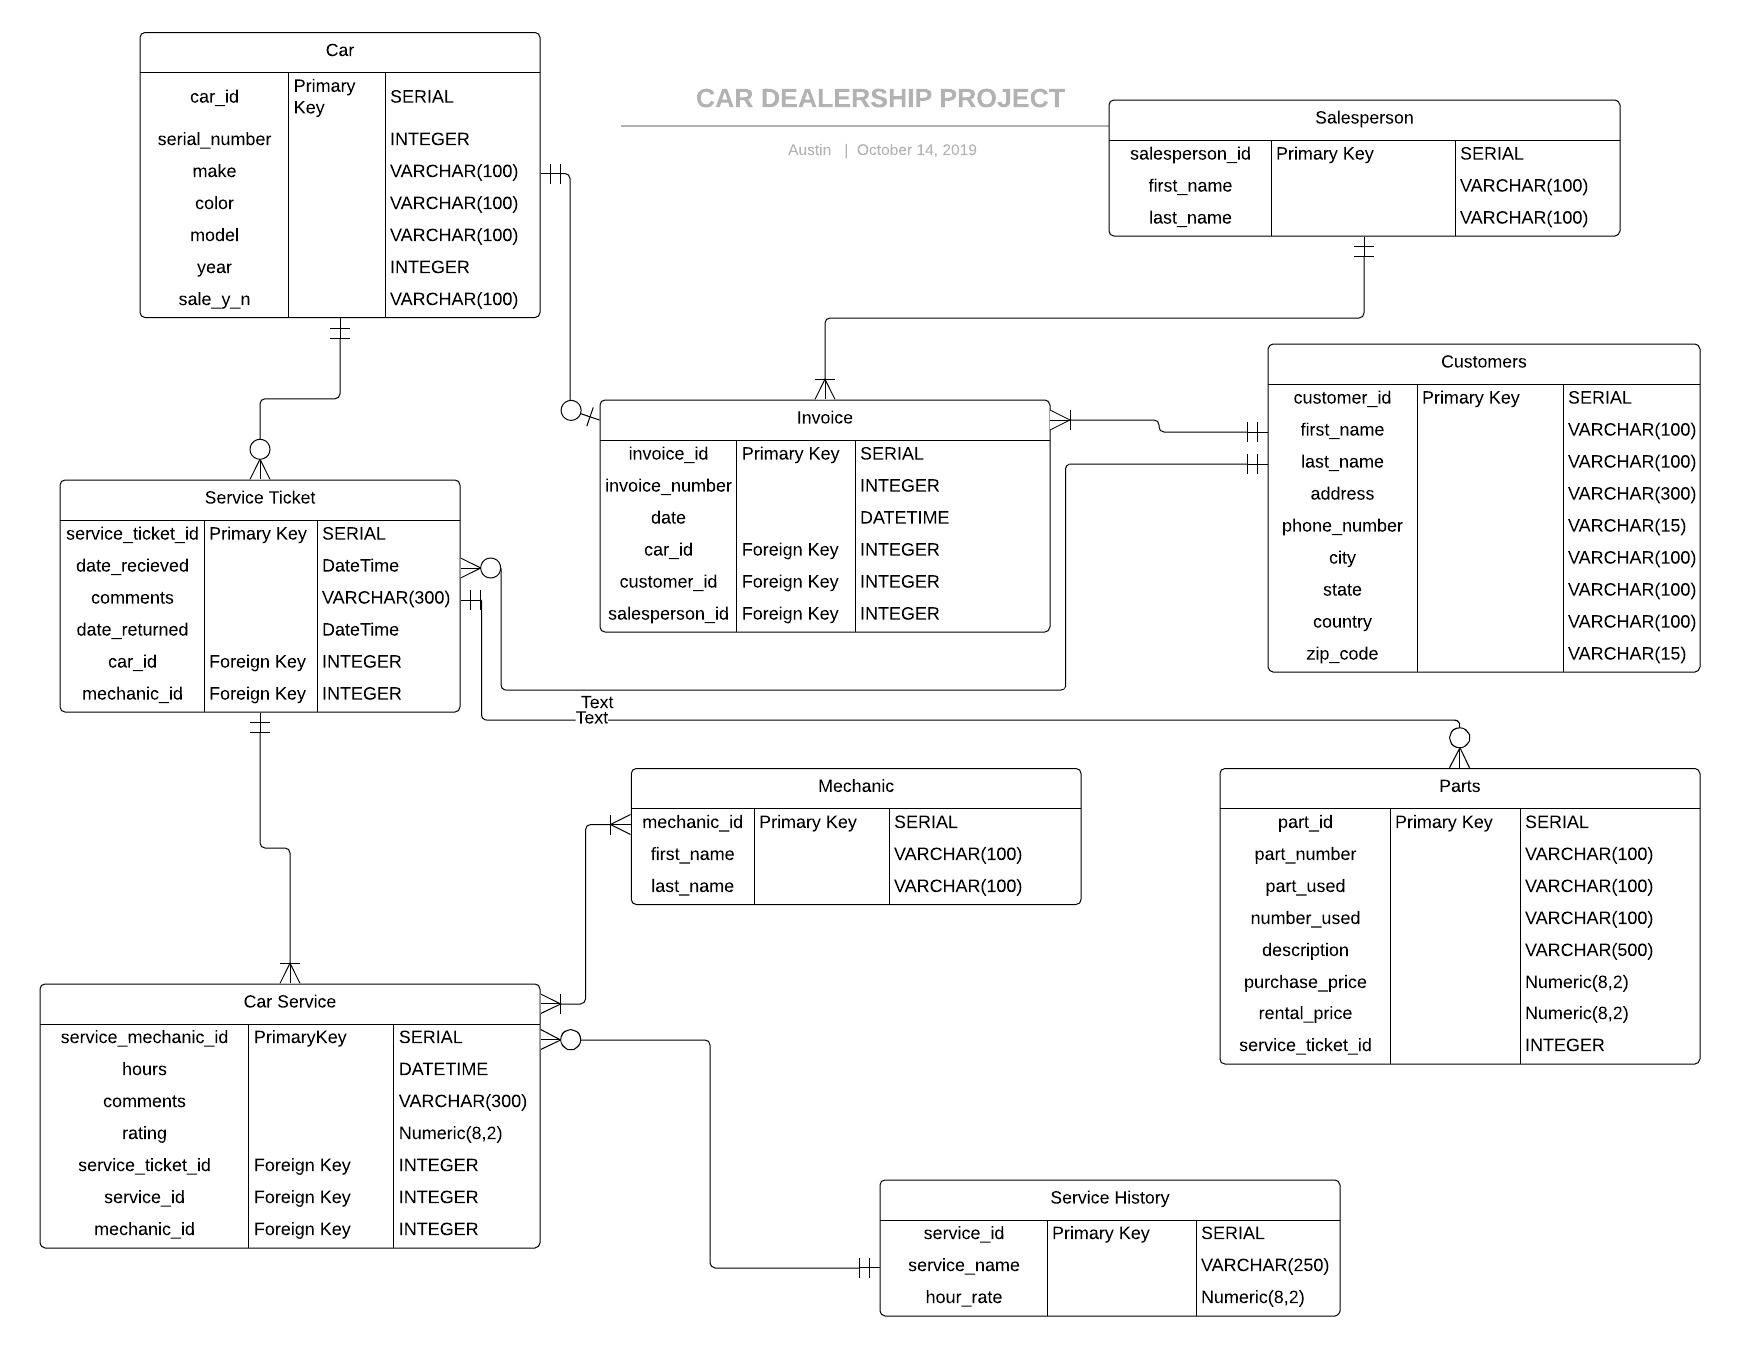 CAR DEALERSHIP PROJECT
Austin | October 14, 2019
Car
car_id Primary Key SERIAL
serial_number INTEGER
make VARCHAR(100)
color VARCHAR(100)
model VARCHAR(100)
year INTEGER
sale_y_n VARCHAR(100)
Salesperson
salesperson_id Primary Key SERIAL
first_name VARCHAR(100)
last_name VARCHAR(100)
Customers
customer_id Primary Key SERIAL
first_name VARCHAR(100)
last_name VARCHAR(100)
address VARCHAR(300)
phone_number VARCHAR(15)
city VARCHAR(100)
state VARCHAR(100)
country VARCHAR(100)
zip_code VARCHAR(15)
Invoice
invoice_id Primary Key SERIAL
invoice_number INTEGER
date DATETIME
car_id Foreign Key INTEGER
customer_id Foreign Key INTEGER
salesperson_id Foreign Key INTEGER
Service Ticket
service_ticket_id Primary Key SERIAL
date_recieved DateTime
comments VARCHAR(300)
date_returned DateTime
car_id Foreign Key INTEGER
mechanic_id Foreign Key INTEGER
Text
Text
Mechanic
mechanic_id Primary Key SERIAL
first_name VARCHAR(100)
last_name VARCHAR(100)
Parts
part_id Primary Key SERIAL
part_number VARCHAR(100)
part_used VARCHAR(100)
number_used VARCHAR(100)
description VARCHAR(500)
purchase_price Numeric(8,2)
rental_price Numeric(8,2)
service_ticket_id INTEGER
Car Service
service_mechanic_id PrimaryKey SERIAL
hours DATETIME
comments VARCHAR(300)
rating Numeric(8,2)
service_ticket_id Foreign Key INTEGER
service_id Foreign Key INTEGER
mechanic_id Foreign Key INTEGER
Service History
service_id Primary Key SERIAL
service_name VARCHAR(250)
hour_rate Numeric(8,2)